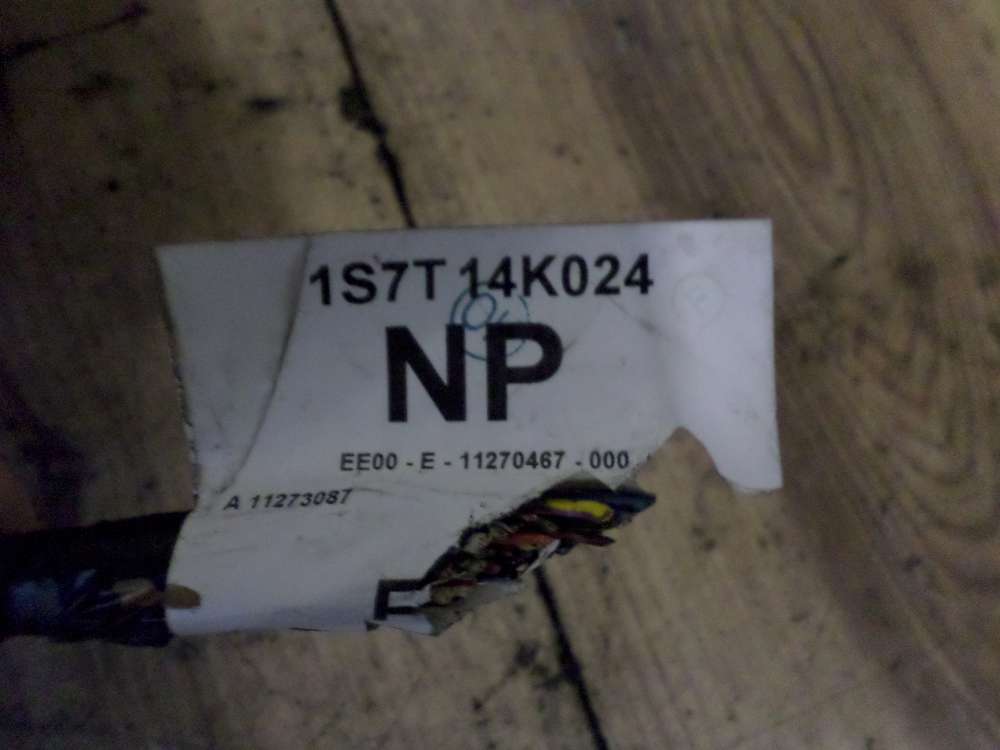 1S7T 14K024
NP
EE00 - E - 11270467 - 000
A 11273087